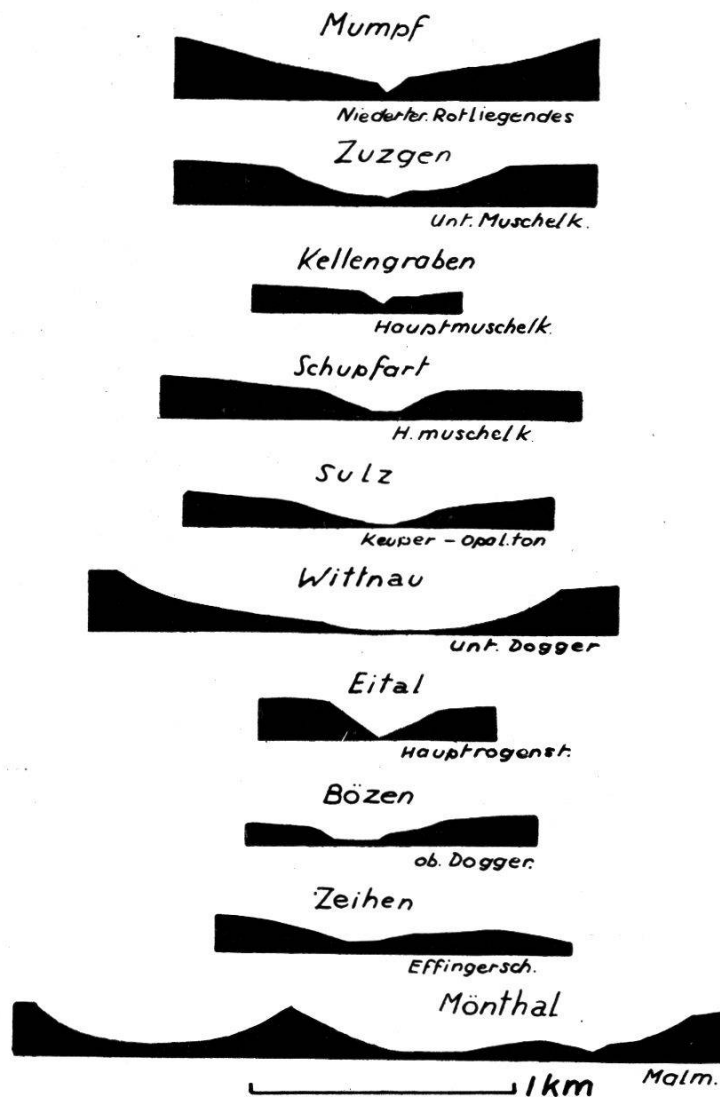 Mumpf
Niederter. Rotliegendes
Zuzgen
Unt. Muschelk.
Kellengraben
Hauptmuschelk.
Schupfart
H. muschelk.
Sulz
Keuper – Opal.ton
Wittnau
Unt. Dogger
Eital
Hauptrogenst.
Bözen
ob. Dogger.
Zeihen
Effingersch.
Mönthal
Malm.
1 km